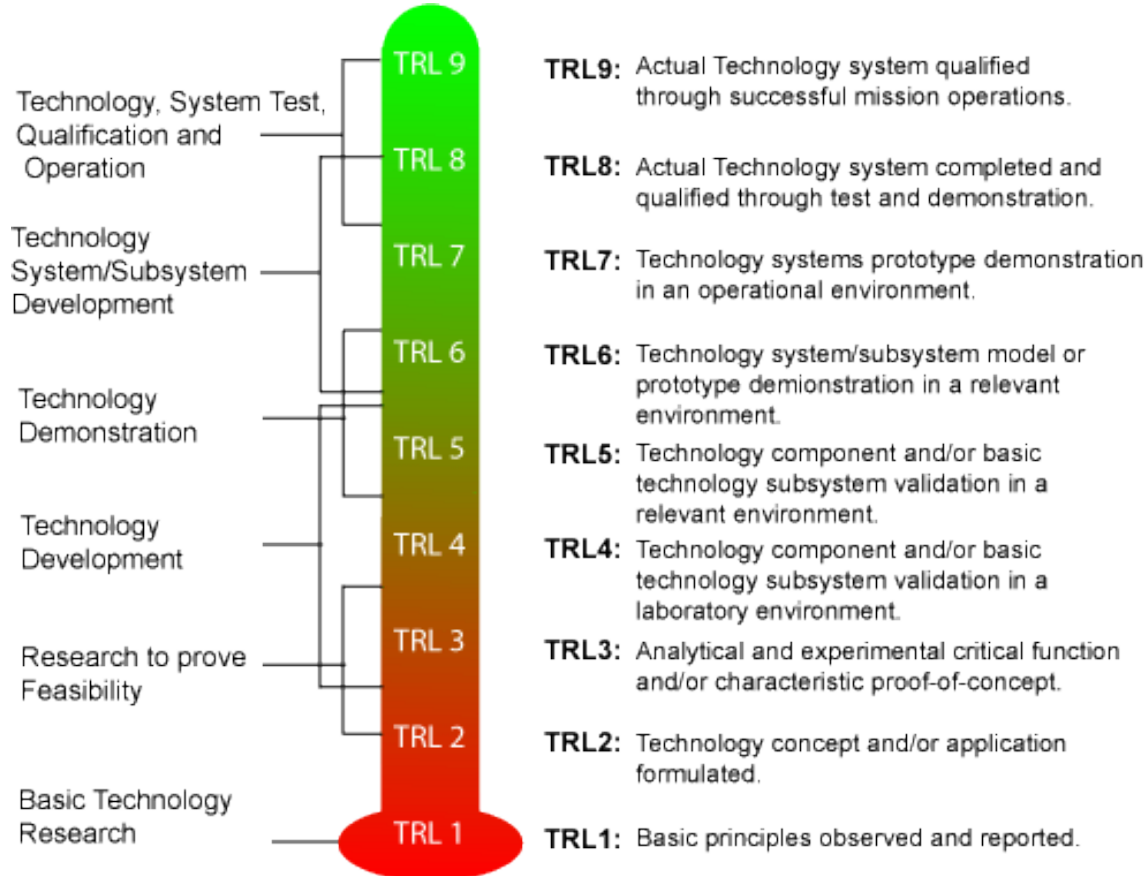 Technology, System Test,
Qualification and
Operation
Technology
System/Subsystem
Development
Technology
Demonstration
Technology
Development
Research to prove
Feasibility
Basic Technology
Research
TRL 9
TRL 8
TRL 7
TRL 6
TRL 5
TRL 4
TRL 3
TRL 2
TRL 1
TRL9: Actual Technology system qualified
through successful mission operations.
TRL8: Actual Technology system completed and
qualified through test and demonstration.
TRL7: Technology systems prototype demonstration
in an operational environment.
TRL6: Technology system/subsystem model or
prototype demionstration in a relevant
environment.
TRL5: Technology component and/or basic
technology subsystem validation in a
relevant environment.
TRL4: Technology component and/or basic
technology subsystem validation in a
laboratory environment.
TRL3: Analytical and experimental critical function
and/or characteristic proof-of-concept.
TRL2: Technology concept and/or application
formulated.
TRL1: Basic principles observed and reported.